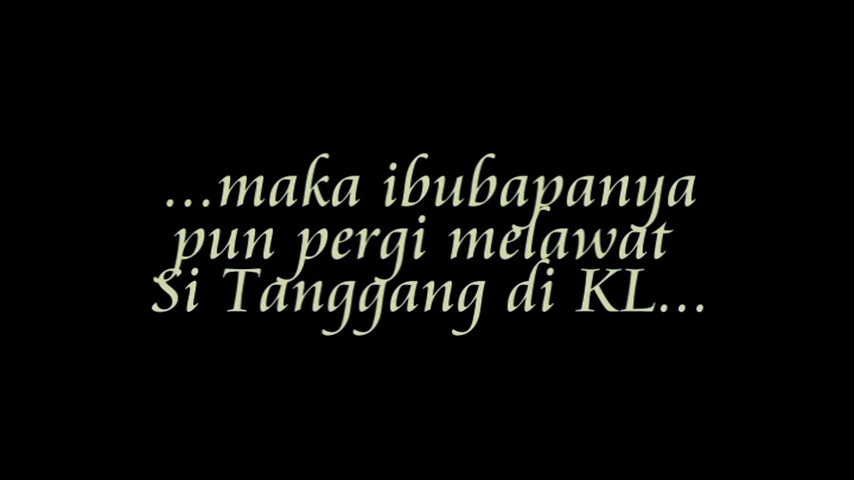 ...maka ibubapanya
pun pergi melawat
Si Tanggang di KL...